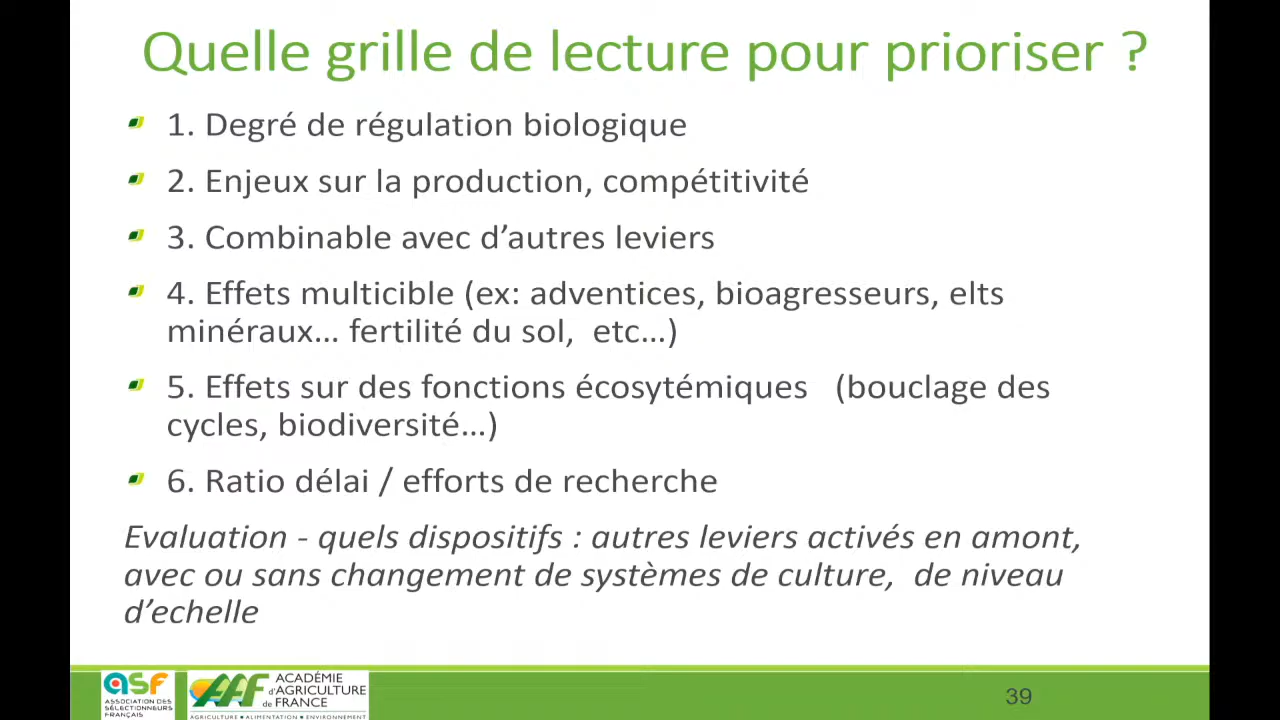 Quelle grille de lecture pour prioriser ?
1. Degré de régulation biologique
2. Enjeux sur la production, compétitivité
3. Combinable avec d’autres leviers
4. Effets multicible (ex: adventices, bioagresseurs, elts
minéraux... fertilité du sol,  etc...)
5. Effets sur des fonctions écosytémiques   (bouclage des
cycles, biodiversité...)
6. Ratio délai / efforts de recherche
Evaluation - quels dispositifs : autres leviers activés en amont,
avec ou sans changement de systèmes de culture,  de niveau
d’echelle
asf
ASSOCIATION DES
SÉLECTIONNEURS
FRANÇAIS
AAF
ACADÉMIE
d'AGRICULTURE
de FRANCE
AGRICULTURE • ALIMENTATION • ENVIRONNEMENT
39